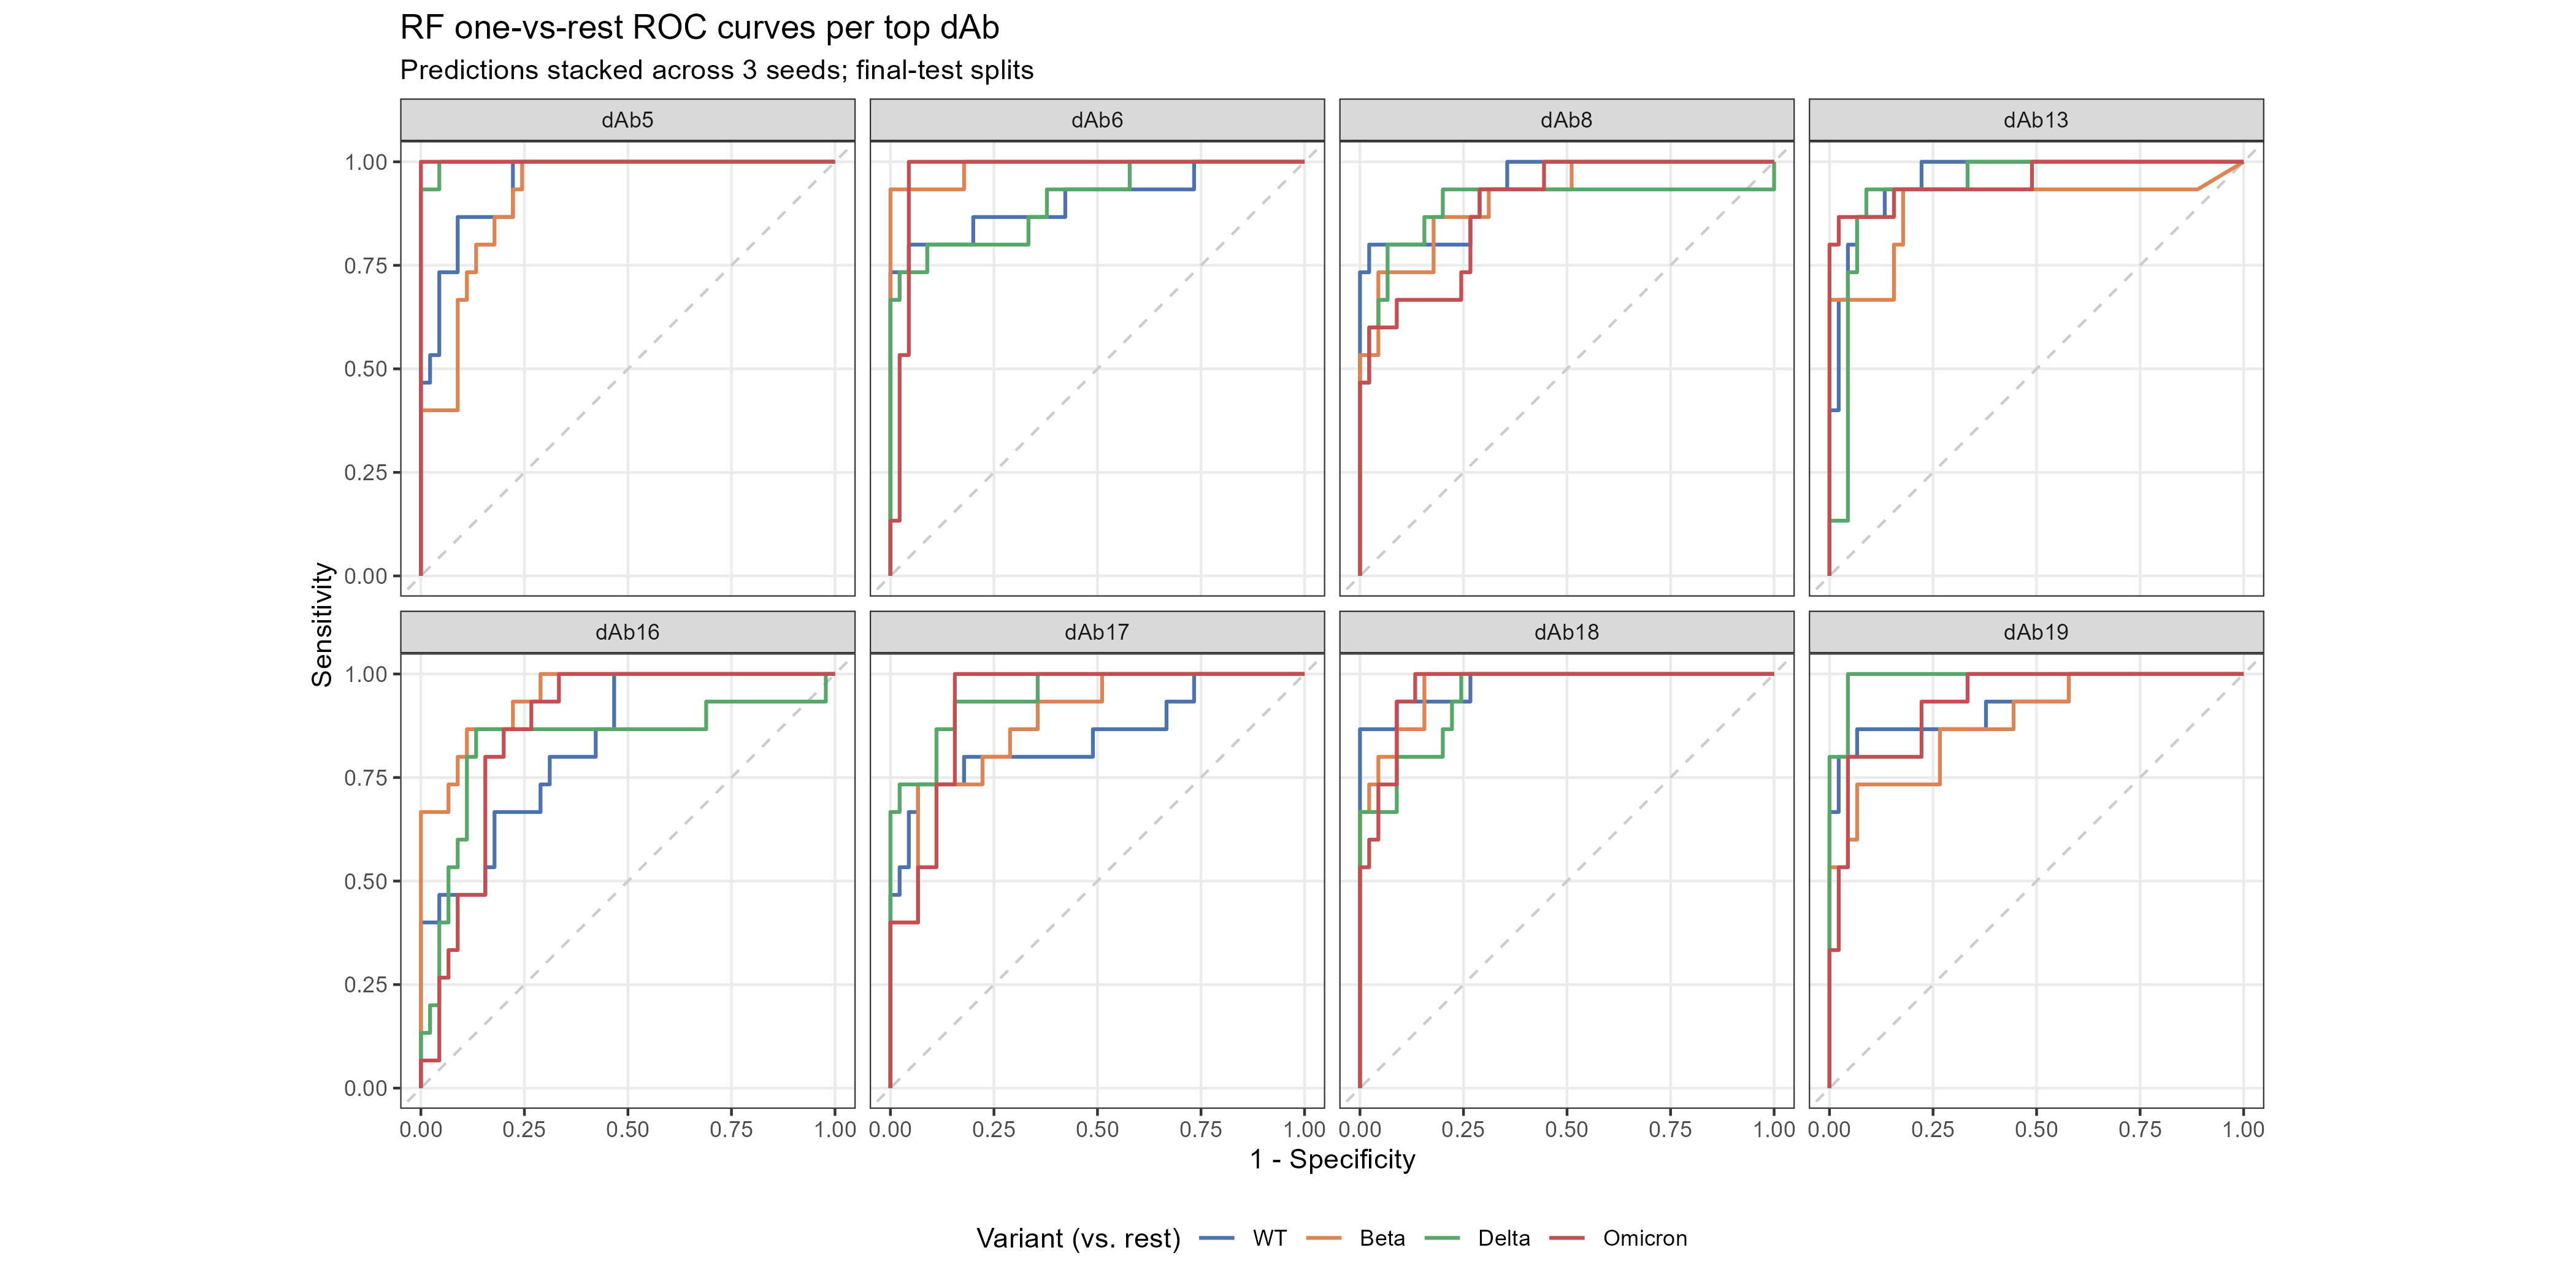 RF one-vs-rest ROC curves per top dAb
Predictions stacked across 3 seeds; final-test splits
dAb5
dAb6
dAb8
dAb13
1.00
0.75
0.50
0.25
0.00
dAb16
dAb17
dAb18
dAb19
1.00
0.75
0.50
0.25
0.00
Sensitivity
0.00 0.25 0.50 0.75 1.00 0.00 0.25 0.50 0.75 1.00 0.00 0.25 0.50 0.75 1.00 0.00 0.25 0.50 0.75 1.00
1 - Specificity
Variant (vs. rest) WT Beta Delta Omicron